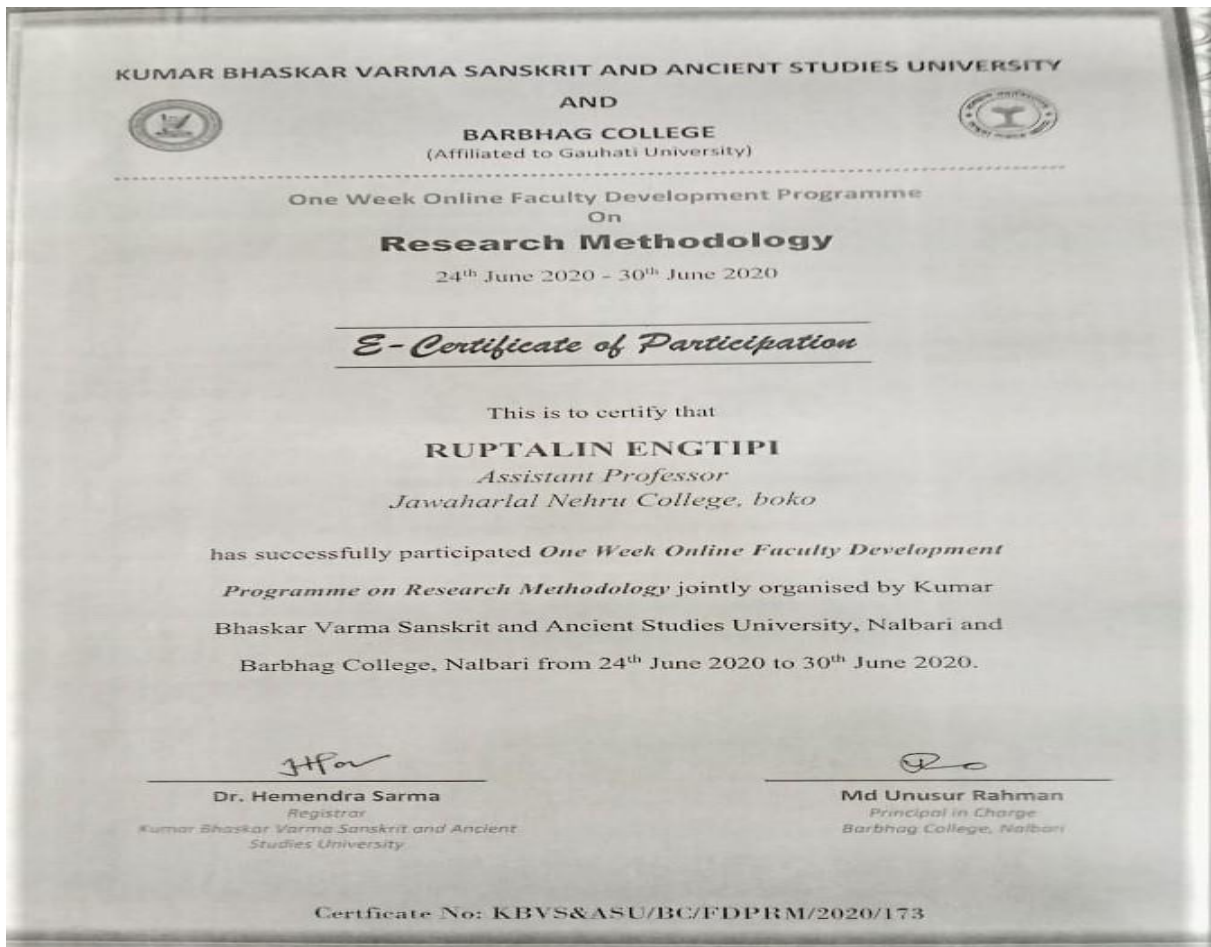 KUMAR BHASKAR VARMA SANSKRIT AND ANCIENT STUDIES UNIVERSITY
AND
BARBHAG COLLEGE
(Affiliated to Gauhati University)
One Week Online Faculty Development Programme
On
Research Methodology
24th June 2020 - 30th June 2020
E-Certificate of Participation
This is to certify that
RUPTALIN ENGTIPI
Assistant Professor
Jawaharlal Nehru College, boko
has successfully participated One Week Online Faculty Development
Programme on Research Methodology jointly organised by Kumar
Bhaskar Varma Sanskrit and Ancient Studies University, Nalbari and
Barbhag College, Nalbari from 24th June 2020 to 30th June 2020.
Dr. Hemendra Sarma
Registrar
Kumar Bhaskar Varma Sanskrit and Ancient
Studies University
Md Unusur Rahman
Principal in Charge
Barbhag College, Nalbari
Certficate No: KBVS&ASU/BC/FDPRM/2020/173